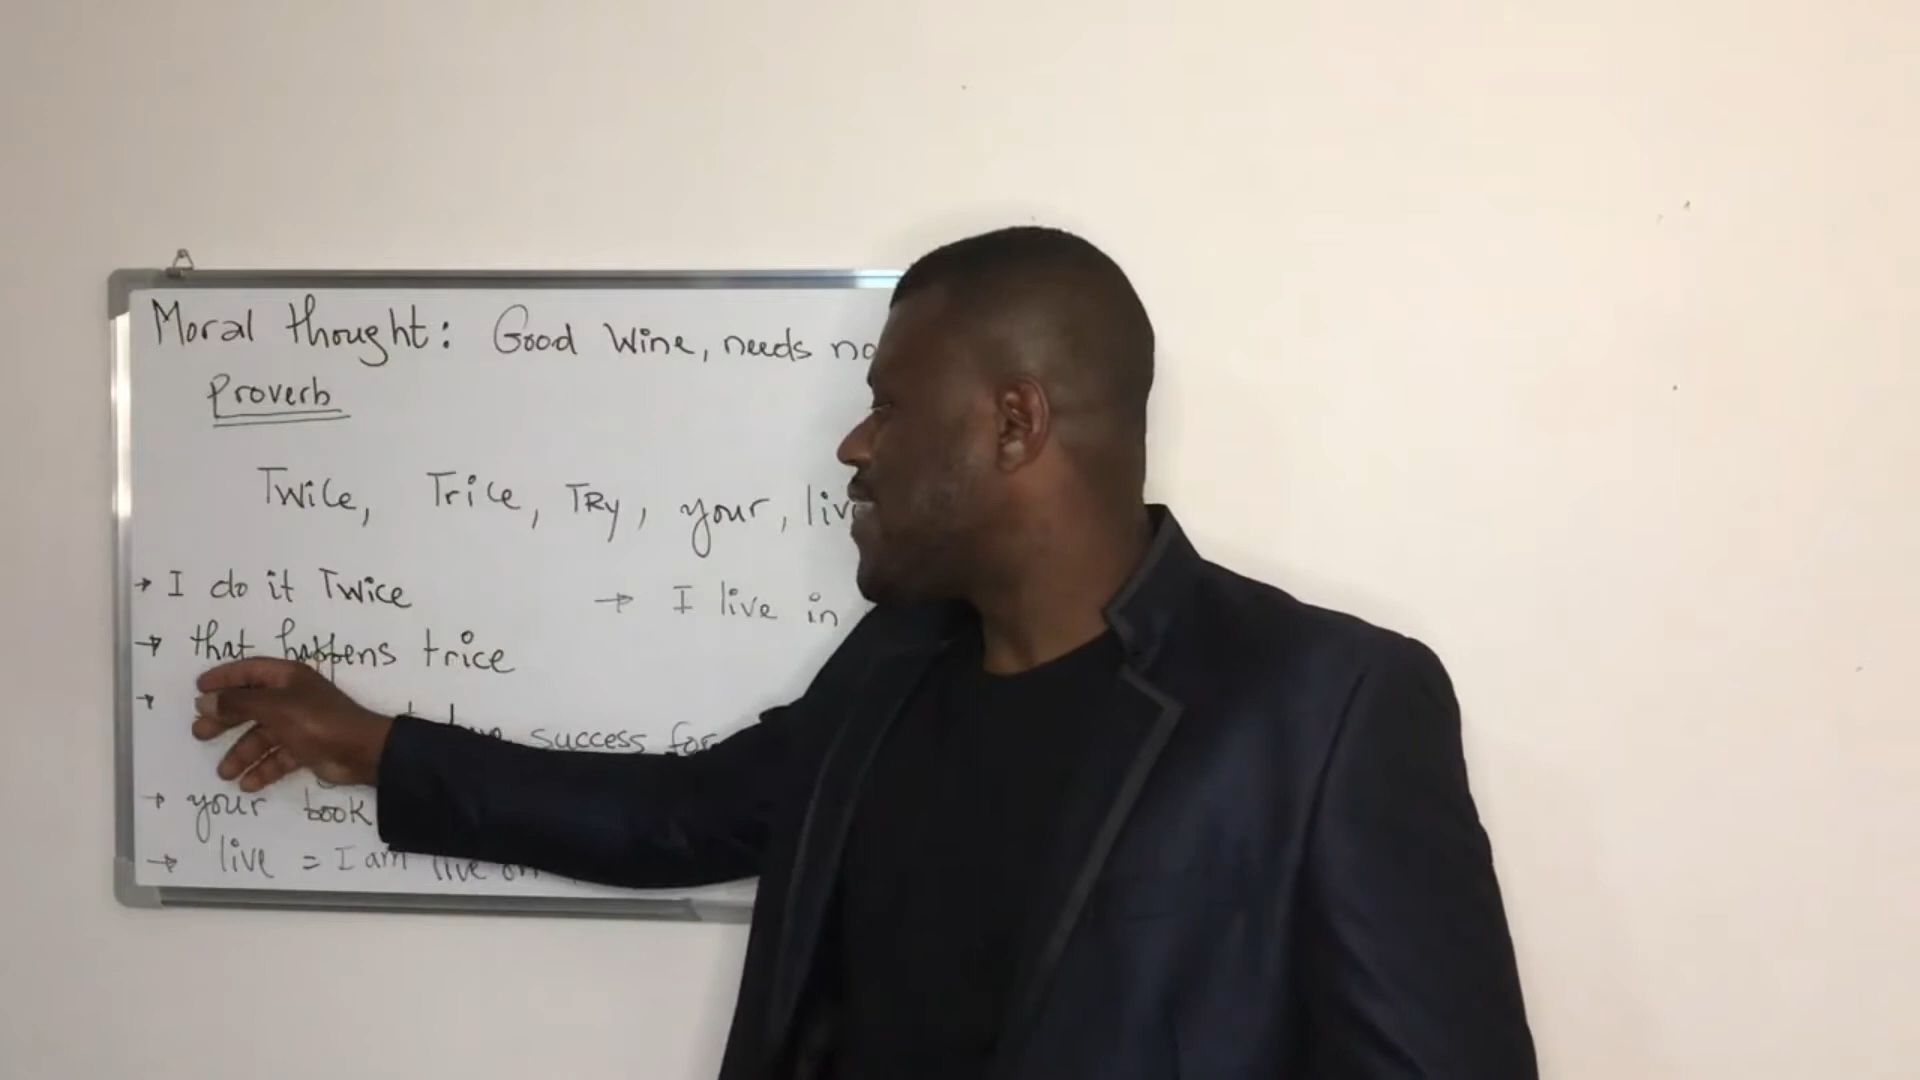 Moral thought: Good Wine, needs no
Proverb
Twice, Trice, TRY, your, live
→ I do it Twice
→ I live in
→ that happens trice
→ success for
→ your book
→ live = I am live on